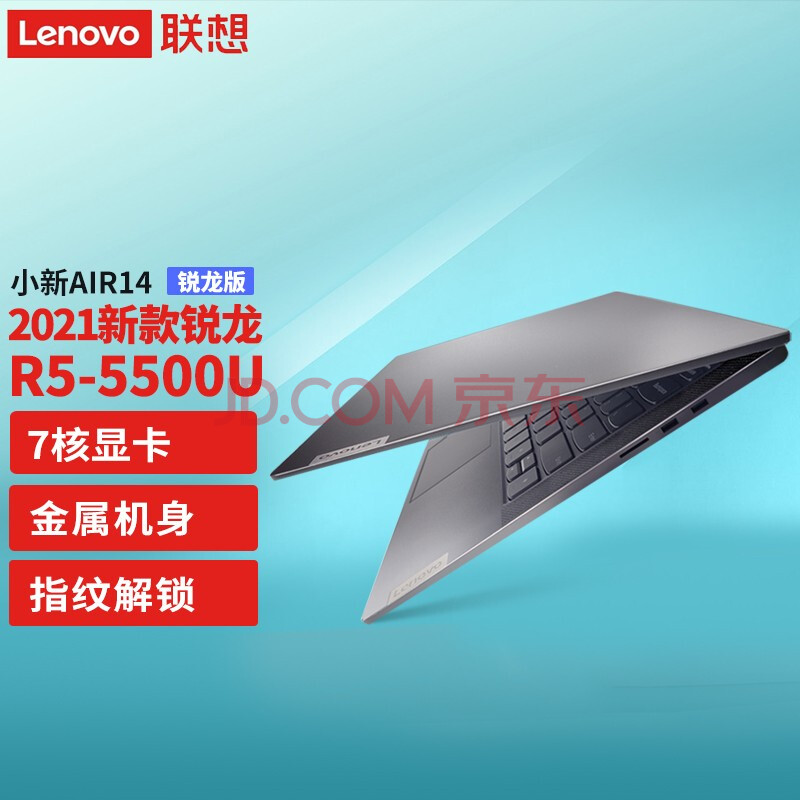 Lenovo 联想
小新AIR14 锐龙版
2021新款锐龙
R5-5500U
JD.COM 京东
7核显卡
金属机身
指纹解锁
Lenovo
Lenovo